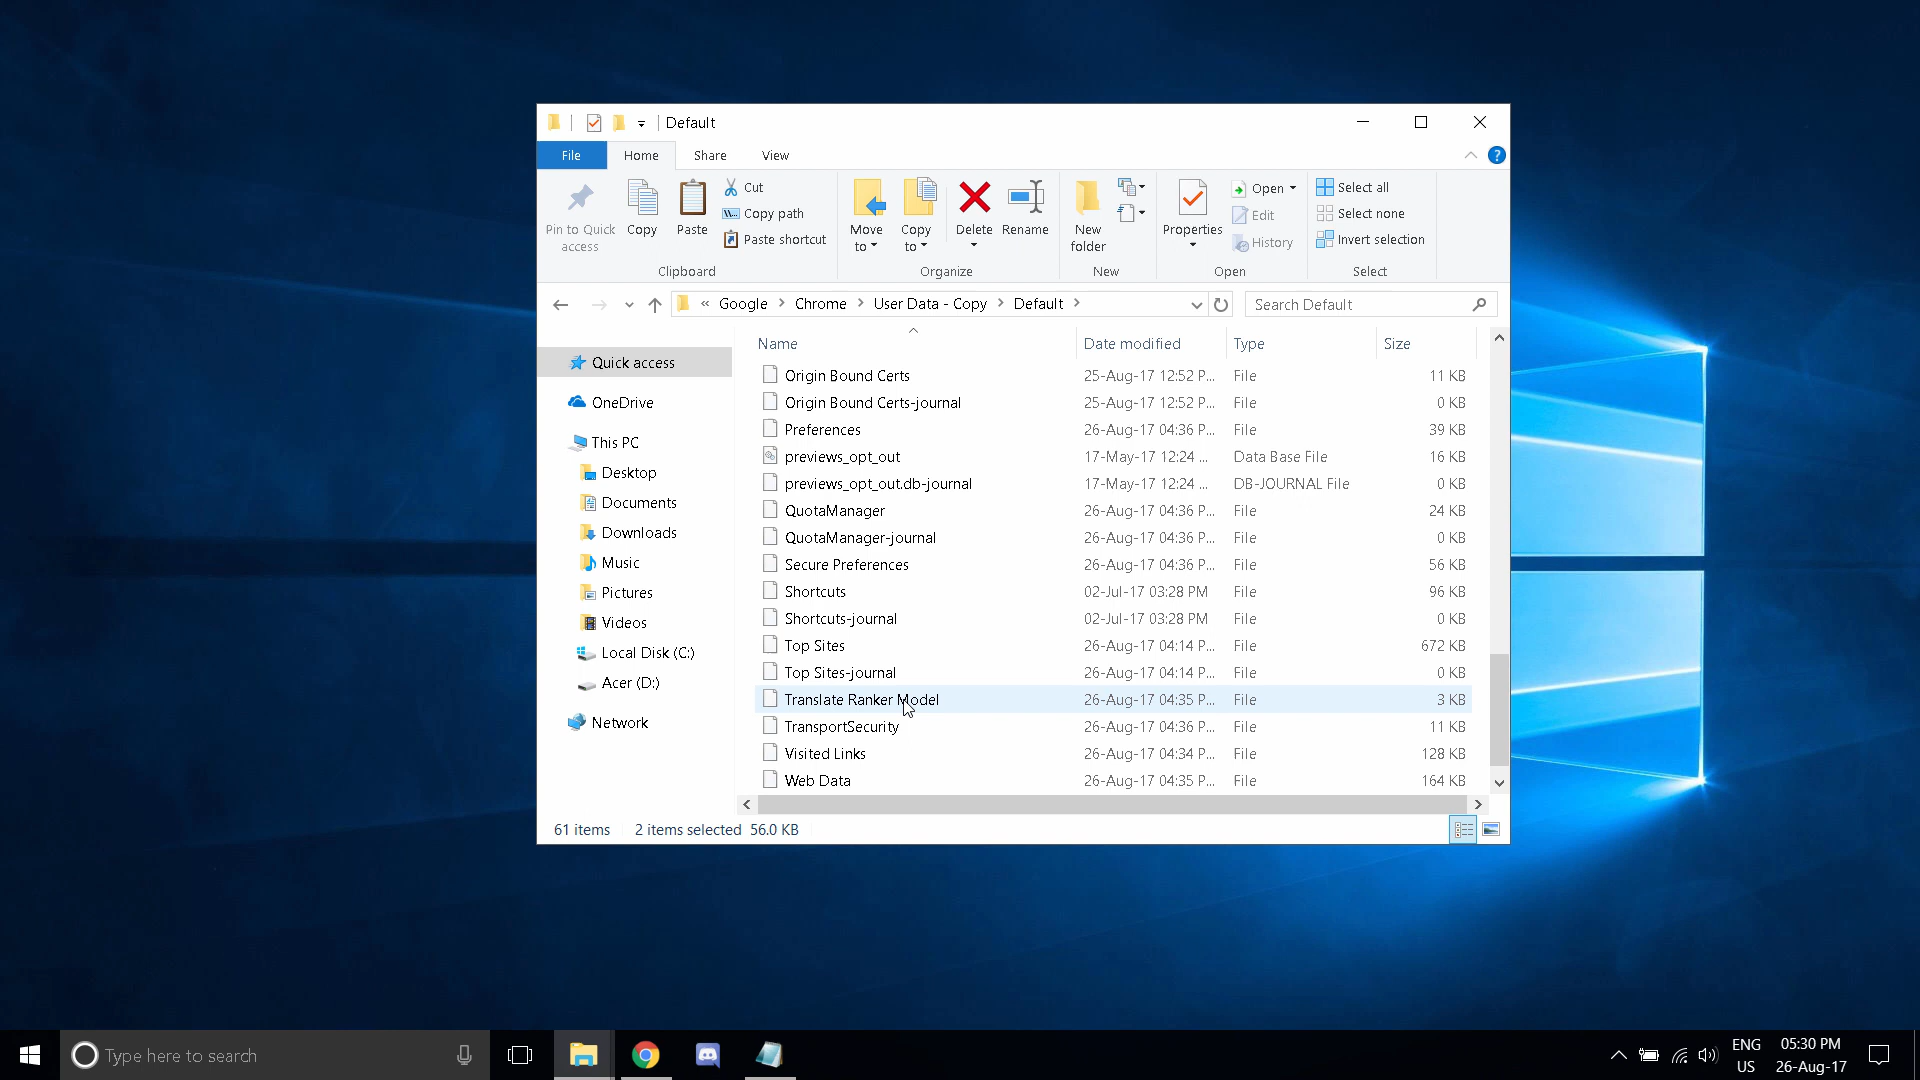 Default
File Home Share View
Pin to Quick access
Copy
Paste
Cut
Copy path
Paste shortcut
Clipboard
Move to
Copy to
Delete
Rename
Organize
New folder
New
Properties
Open
Edit
History
Open
Select all
Select none
Invert selection
Select
« Google > Chrome > User Data - Copy > Default >
Search Default
Quick access
OneDrive
This PC
Desktop
Documents
Downloads
Music
Pictures
Videos
Local Disk (C:)
Acer (D:)
Network
Name Date modified Type Size
Origin Bound Certs 25-Aug-17 12:52 P... File 11 KB
Origin Bound Certs-journal 25-Aug-17 12:52 P... File 0 KB
Preferences 26-Aug-17 04:36 P... File 39 KB
previews_opt_out 17-May-17 12:24 ... Data Base File 16 KB
previews_opt_out.db-journal 17-May-17 12:24 ... DB-JOURNAL File 0 KB
QuotaManager 26-Aug-17 04:36 P... File 24 KB
QuotaManager-journal 26-Aug-17 04:36 P... File 0 KB
Secure Preferences 26-Aug-17 04:36 P... File 56 KB
Shortcuts 02-Jul-17 03:28 PM File 96 KB
Shortcuts-journal 02-Jul-17 03:28 PM File 0 KB
Top Sites 26-Aug-17 04:14 P... File 672 KB
Top Sites-journal 26-Aug-17 04:14 P... File 0 KB
Translate Ranker Model 26-Aug-17 04:35 P... File 3 KB
TransportSecurity 26-Aug-17 04:36 P... File 11 KB
Visited Links 26-Aug-17 04:34 P... File 128 KB
Web Data 26-Aug-17 04:35 P... File 164 KB
61 items 2 items selected 56.0 KB
Type here to search
ENG
US
05:30 PM
26-Aug-17